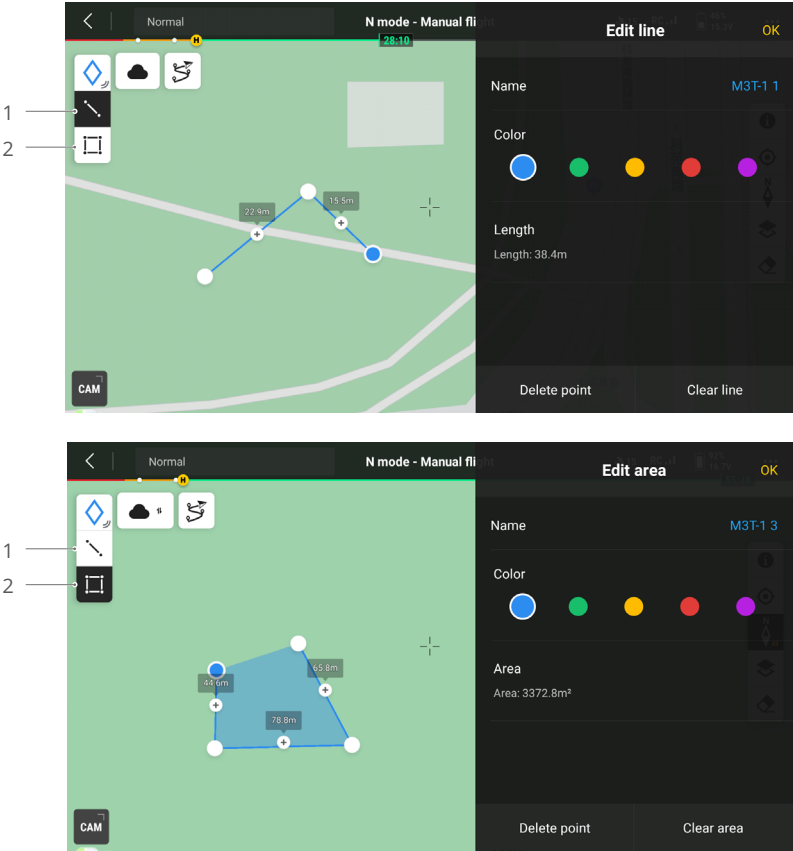 Normal
N mode - Manual fli
Edit line
OK
28:10
1
2
Name
M3T-1 1
Color
22.9m
15.5m
Length
Length: 38.4m
CAM
Delete point
Clear line
Normal
N mode - Manual fli
Edit area
OK
1
2
Name
M3T-1 3
Color
44.6m
65.8m
78.8m
Area
Area: 3372.8m²
CAM
Delete point
Clear area